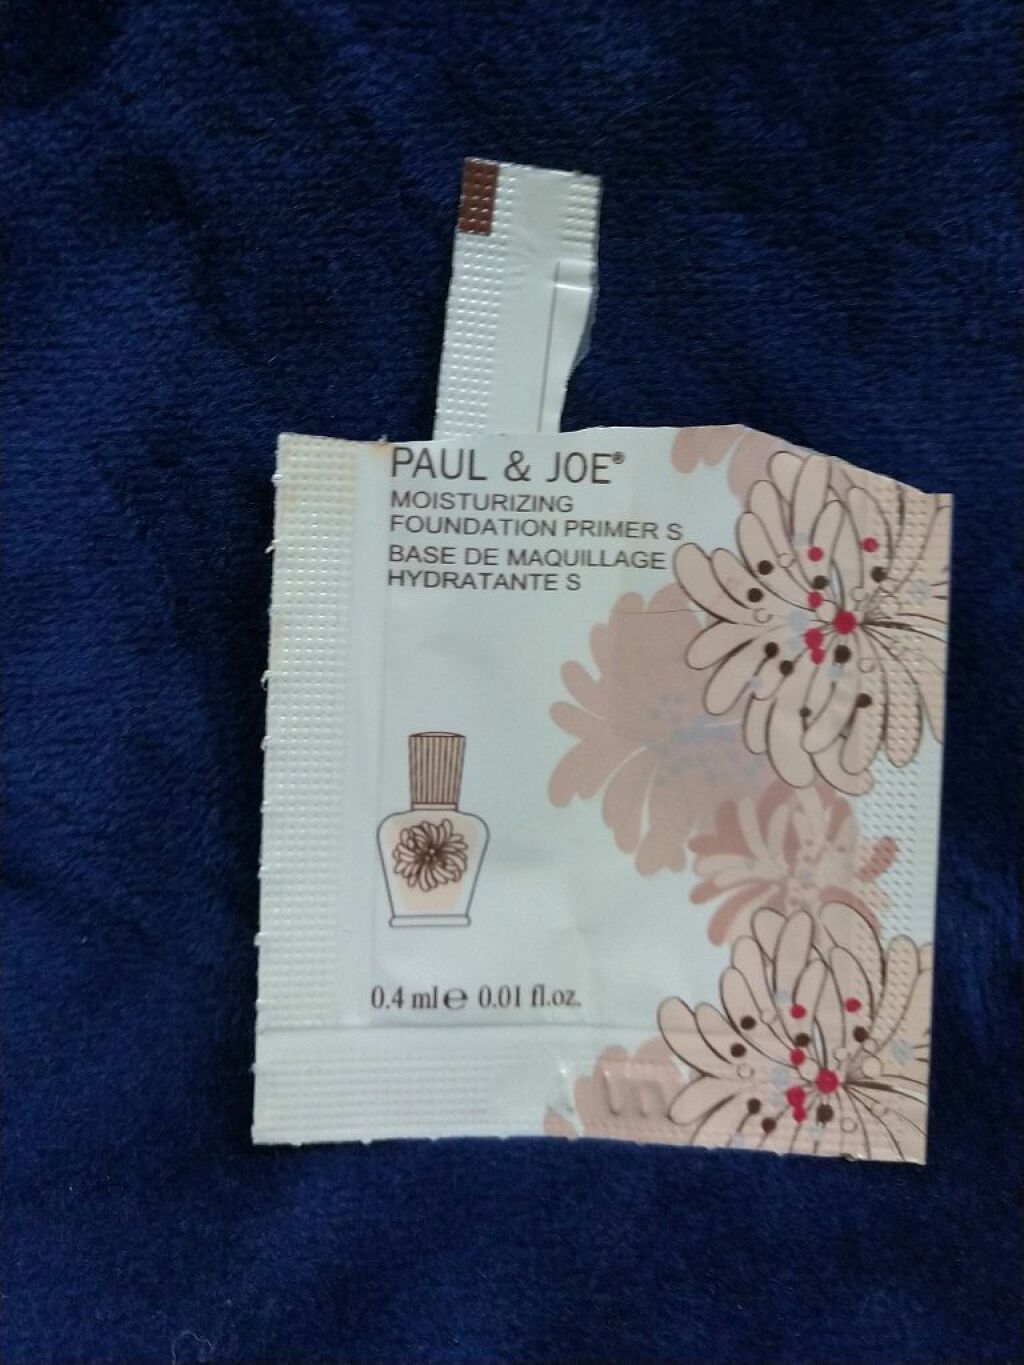 PAUL & JOE®
MOISTURIZING
FOUNDATION PRIMER S
BASE DE MAQUILLAGE
HYDRATANTE S
0.4 ml ℮ 0.01 fl.oz.